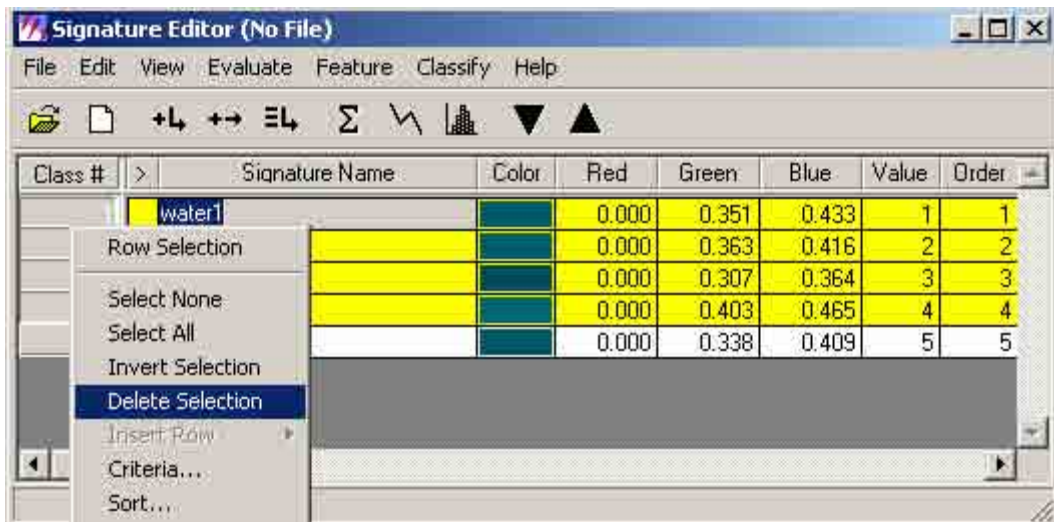 Signature Editor (No File)
File Edit View Evaluate Feature Classify Help
Class # > Signature Name Color Red Green Blue Value Order
water1 0.000 0.351 0.433 1 1
Row Selection 0.000 0.363 0.416 2 2
0.000 0.307 0.364 3 3
Select None 0.000 0.403 0.465 4 4
Select All 0.000 0.338 0.409 5 5
Invert Selection
Delete Selection
Insert Row
Criteria...
Sort...